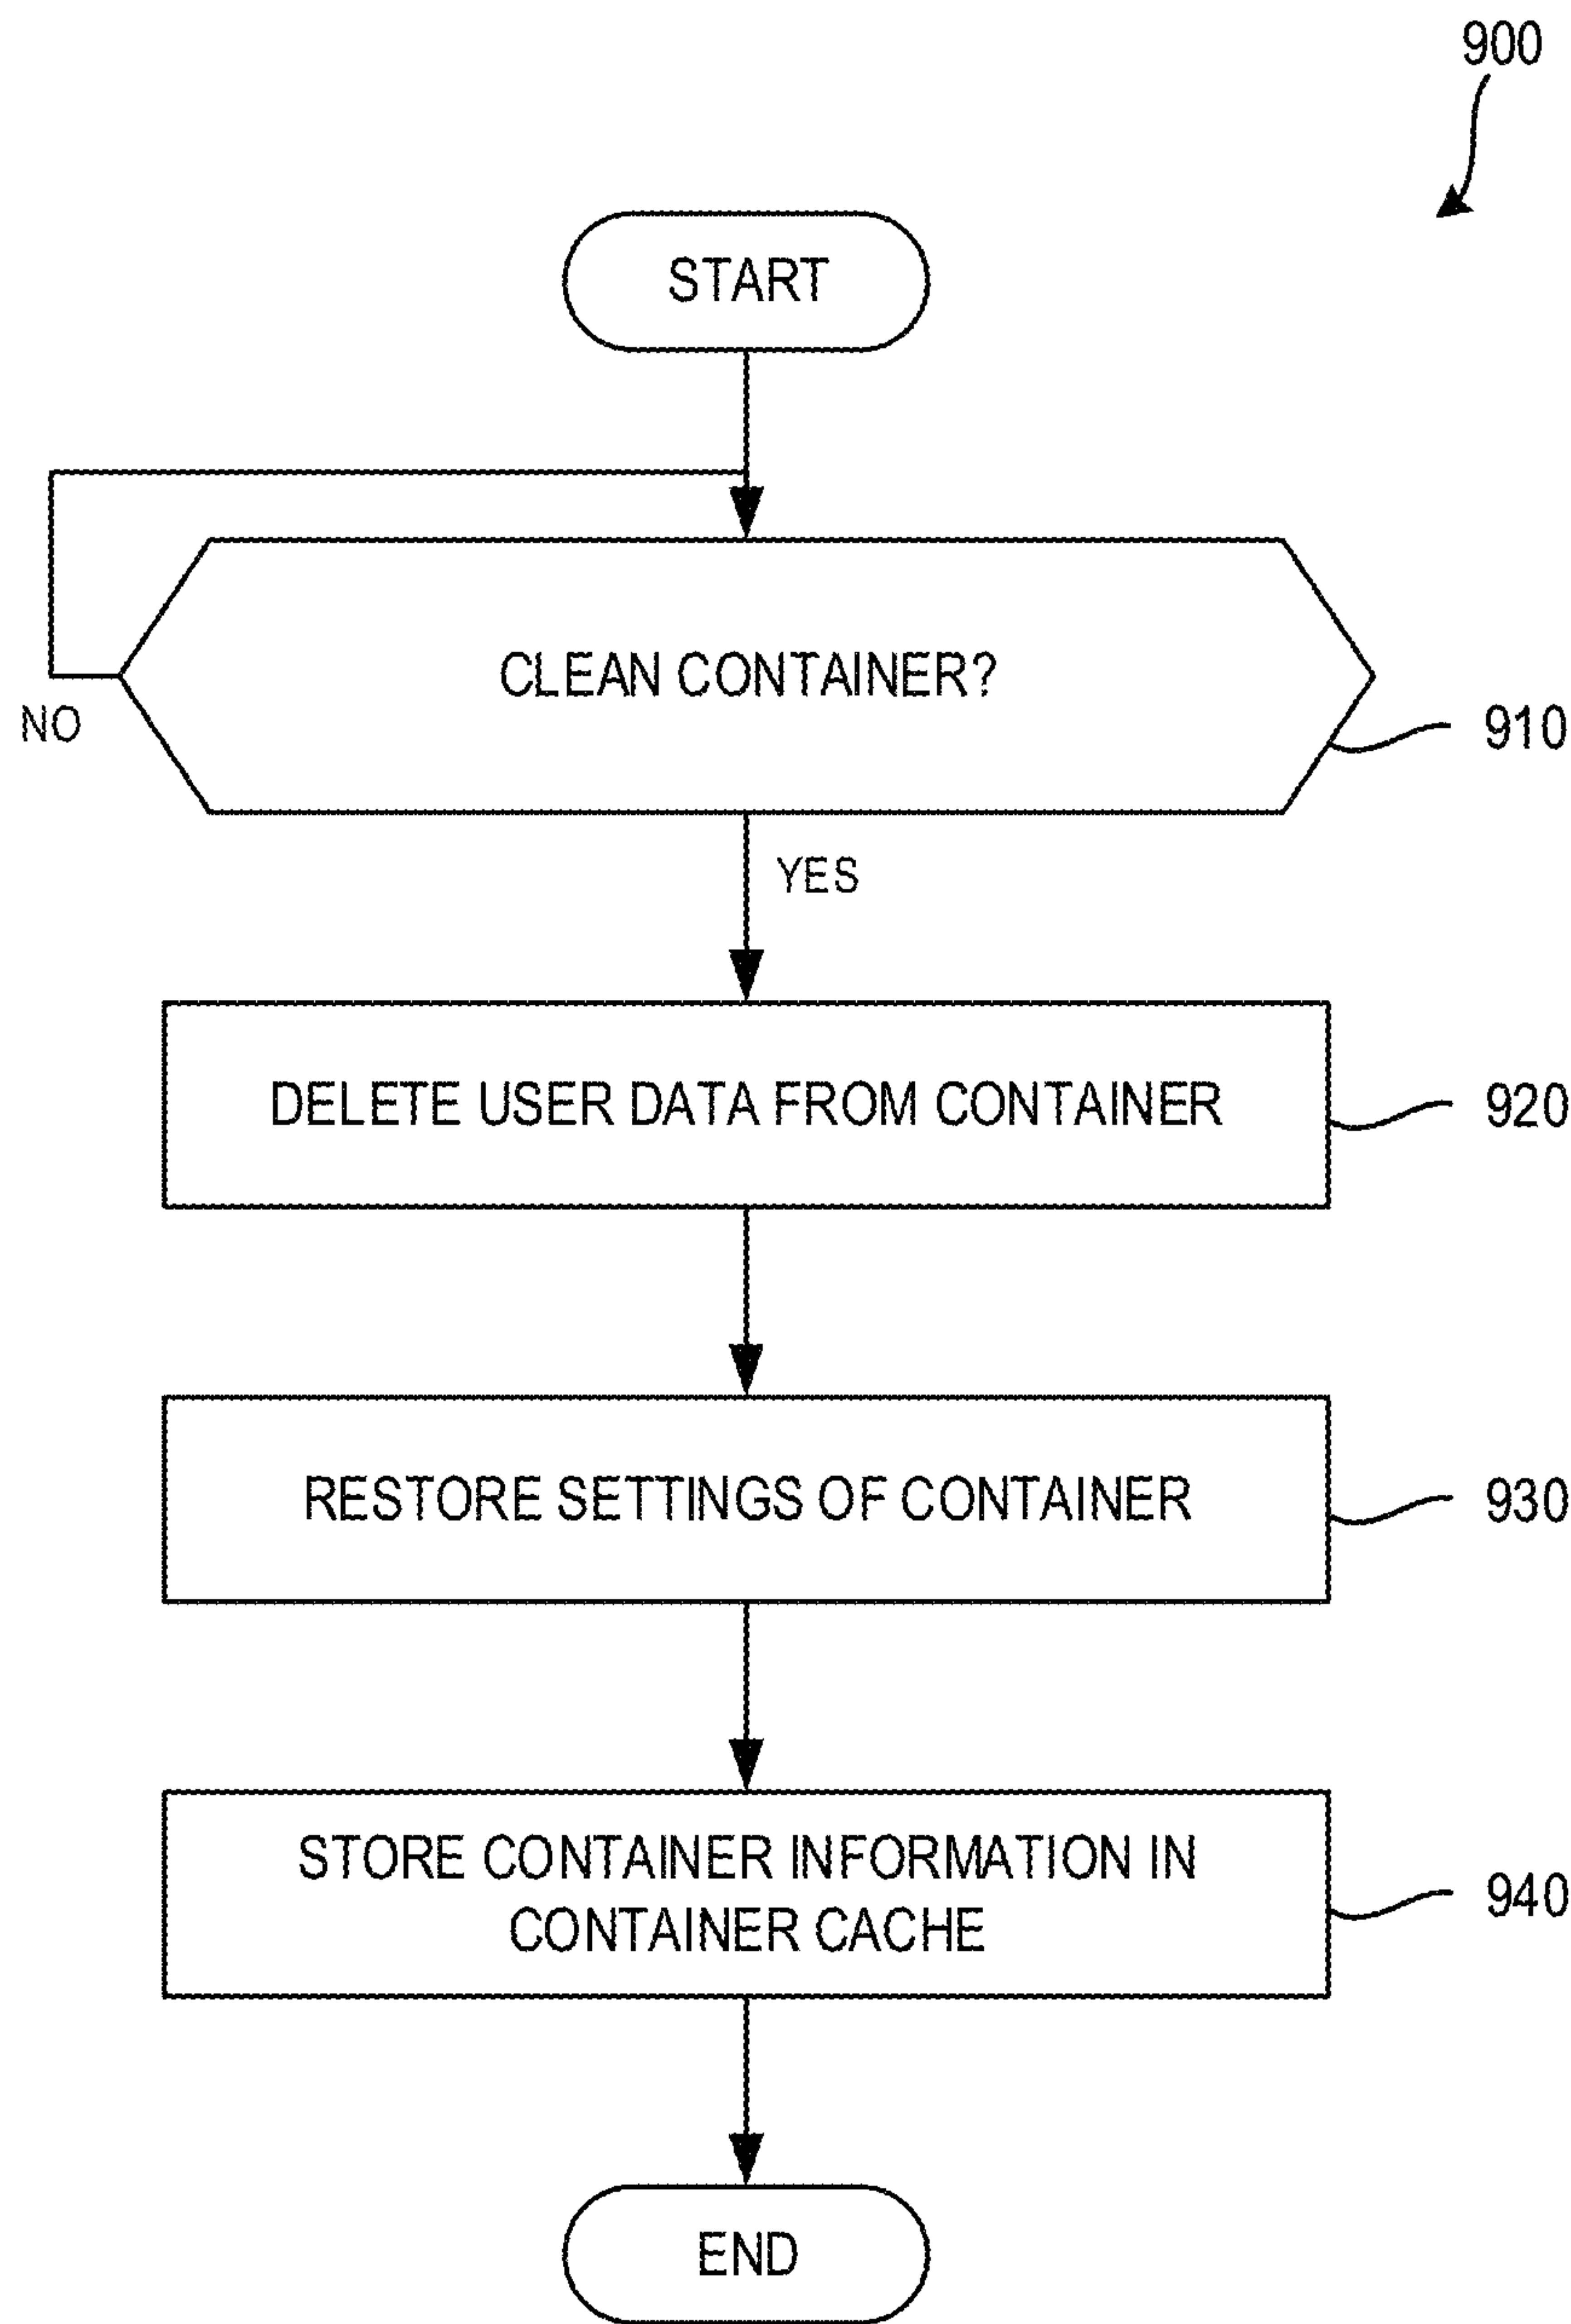 900
START
CLEAN CONTAINER?
NO
910
YES
DELETE USER DATA FROM CONTAINER
920
RESTORE SETTINGS OF CONTAINER
930
STORE CONTAINER INFORMATION IN
CONTAINER CACHE
940
END